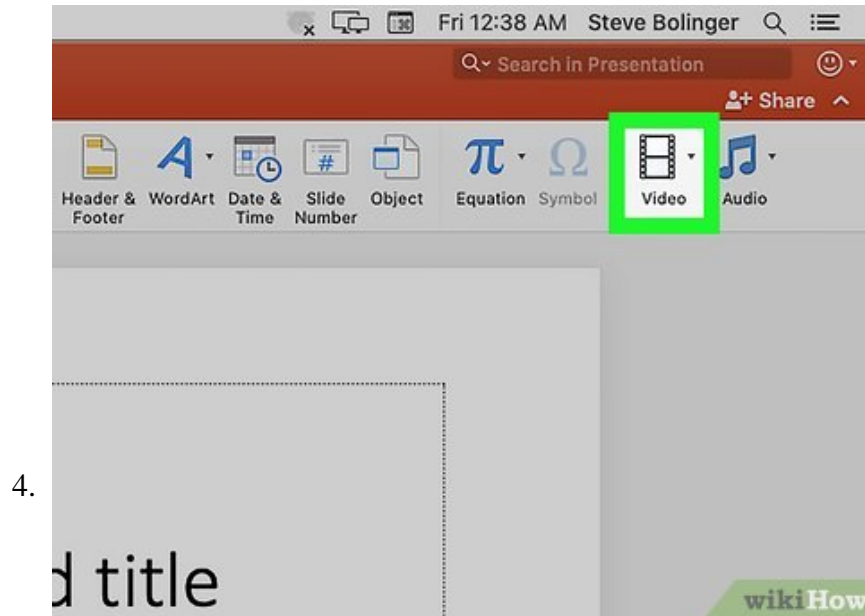 Fri 12:38 AM Steve Bolinger
Search in Presentation
Share
Header & Footer WordArt Date & Time Slide Number Object Equation Symbol Video Audio
4.
d title
wikiHow